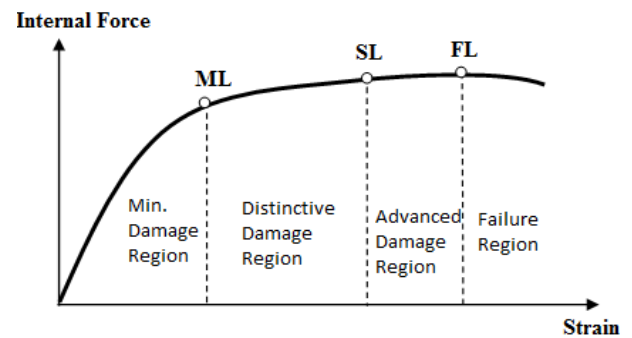 Internal Force
ML
SL
FL
Min.
Damage
Region
Distinctive
Damage
Region
Advanced
Damage
Region
Failure
Region
Strain